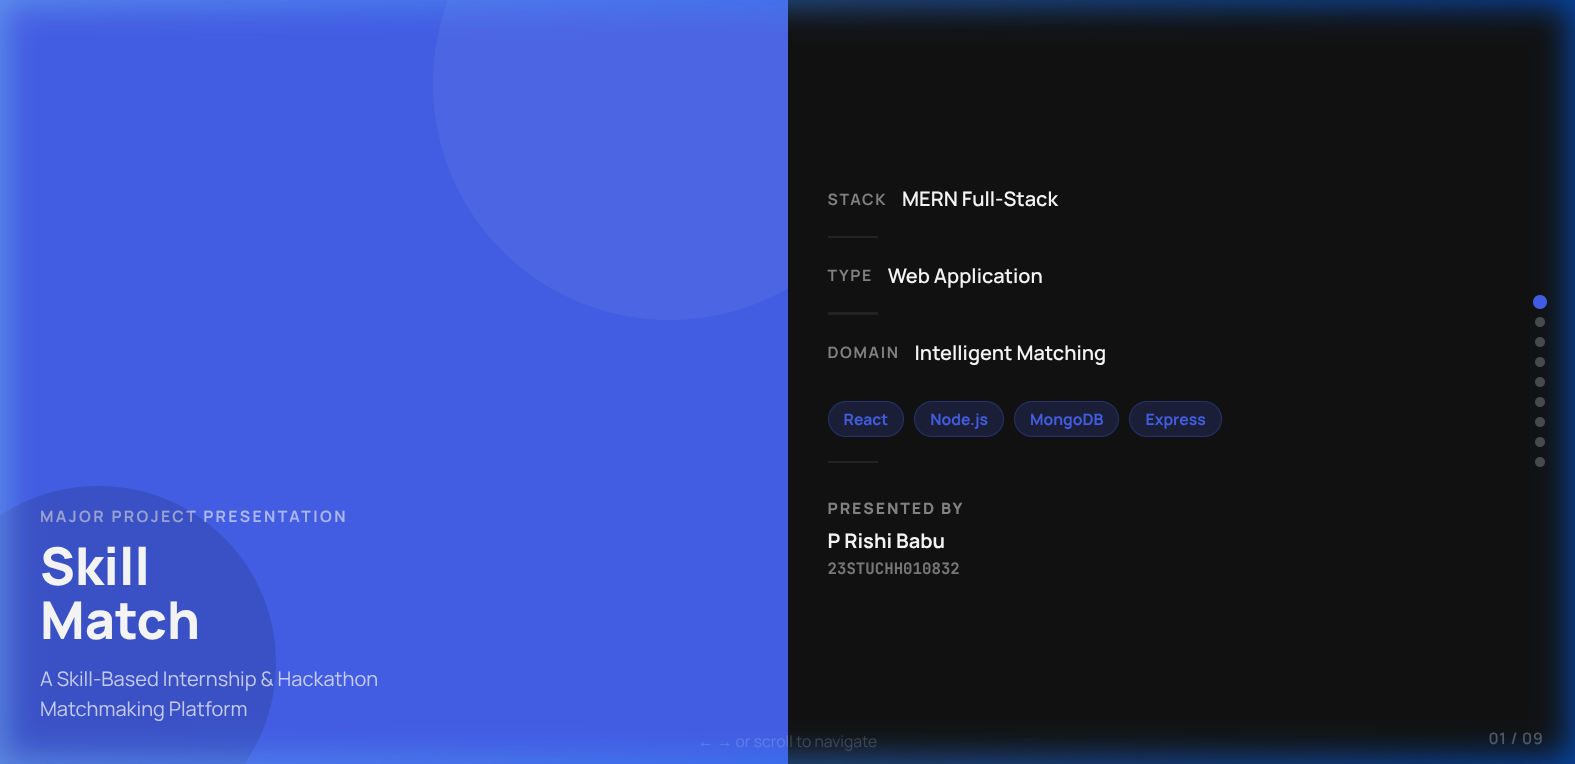 MAJOR PROJECT PRESENTATION
Skill
Match
A Skill-Based Internship & Hackathon
Matchmaking Platform
STACK MERN Full-Stack
TYPE Web Application
DOMAIN Intelligent Matching
React Node.js MongoDB Express
PRESENTED BY
P Rishi Babu
23STUCHH010832
← → or scroll to navigate
01 / 09